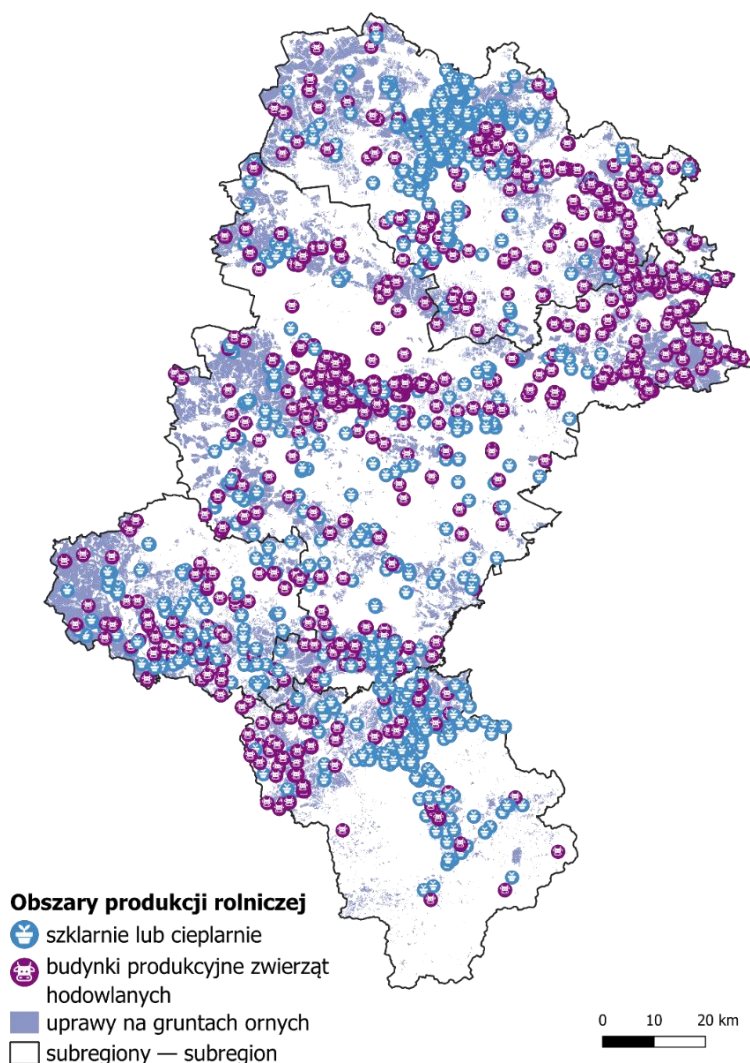 Obszary produkcji rolniczej
szklarnie lub cieplarnie
budynki produkcyjne zwierząt
hodowlanych
uprawy na gruntach ornych
subregiony — subregion
0 10 20 km